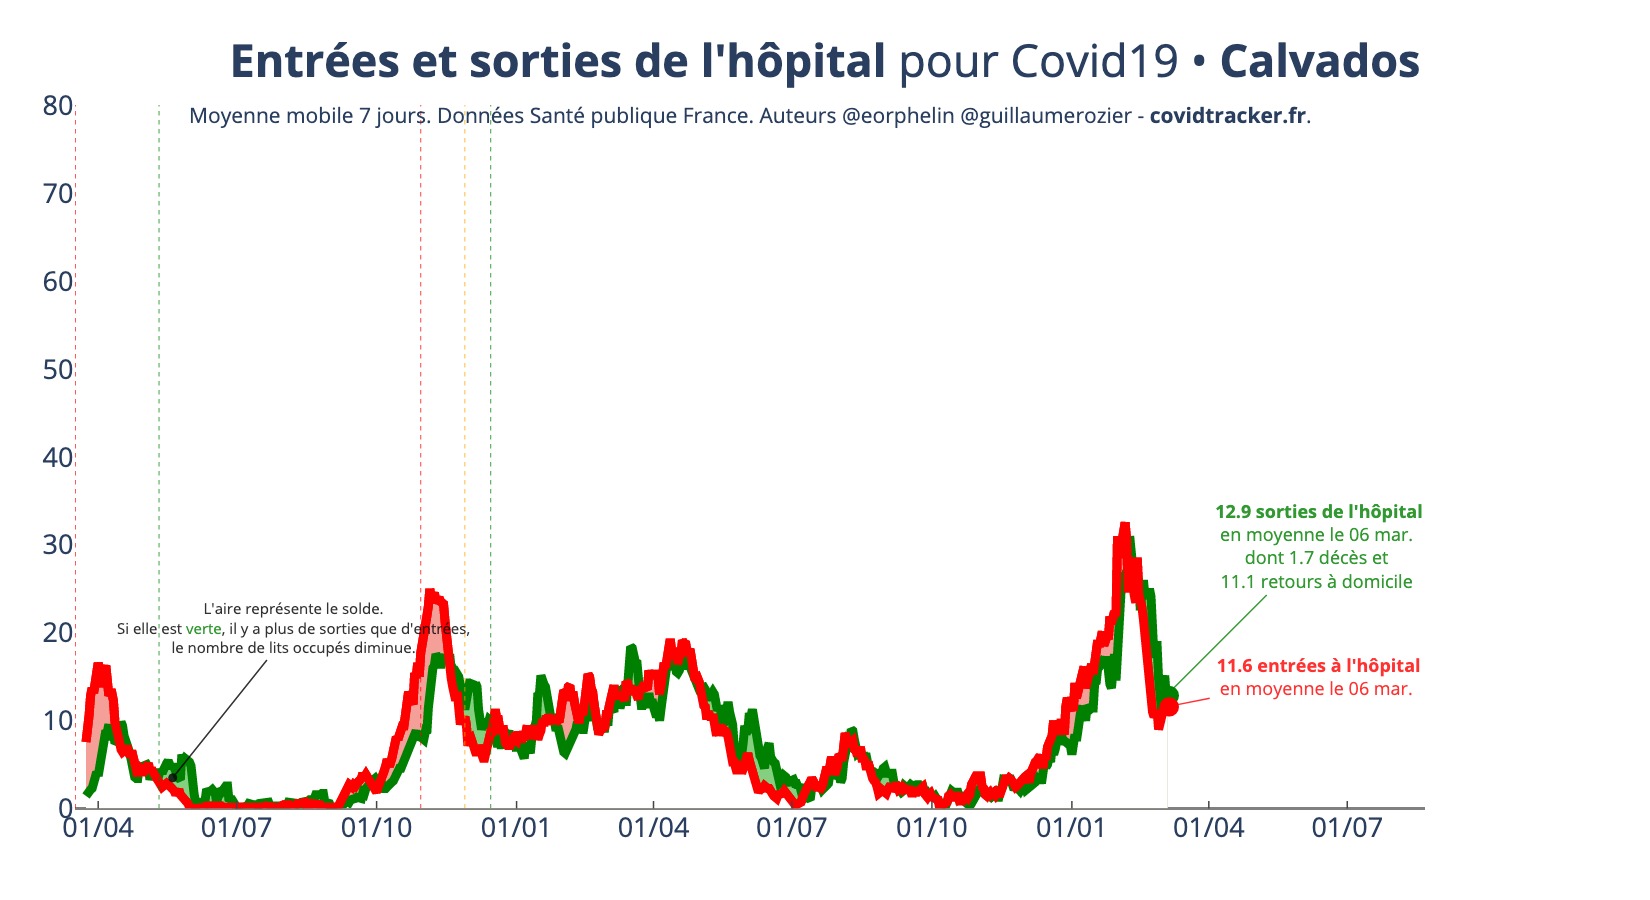 Entrées et sorties de l'hôpital pour Covid19 • Calvados
Moyenne mobile 7 jours. Données Santé publique France. Auteurs @eorphelin @guillaumerozier - covidtracker.fr.
80
70
60
50
40
30
20
10
0
L'aire représente le solde.
Si elle est verte, il y a plus de sorties que d'entrées,
le nombre de lits occupés diminue.
12.9 sorties de l'hôpital
en moyenne le 06 mar.
dont 1.7 décès et
11.1 retours à domicile
11.6 entrées à l'hôpital
en moyenne le 06 mar.
01/04 01/07 01/10 01/01 01/04 01/07 01/10 01/01 01/04 01/07